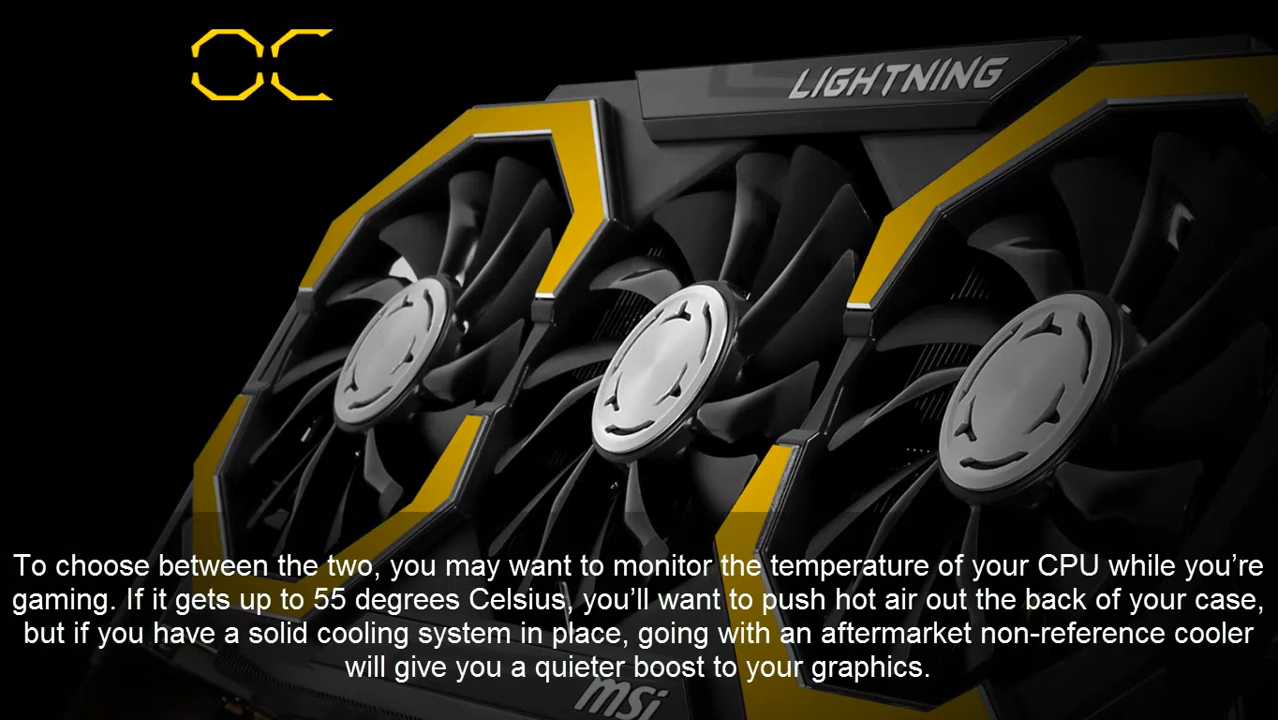 OC
LIGHTNING
To choose between the two, you may want to monitor the temperature of your CPU while you’re
gaming. If it gets up to 55 degrees Celsius, you’ll want to push hot air out the back of your case,
but if you have a solid cooling system in place, going with an aftermarket non-reference cooler
will give you a quieter boost to your graphics.
msi